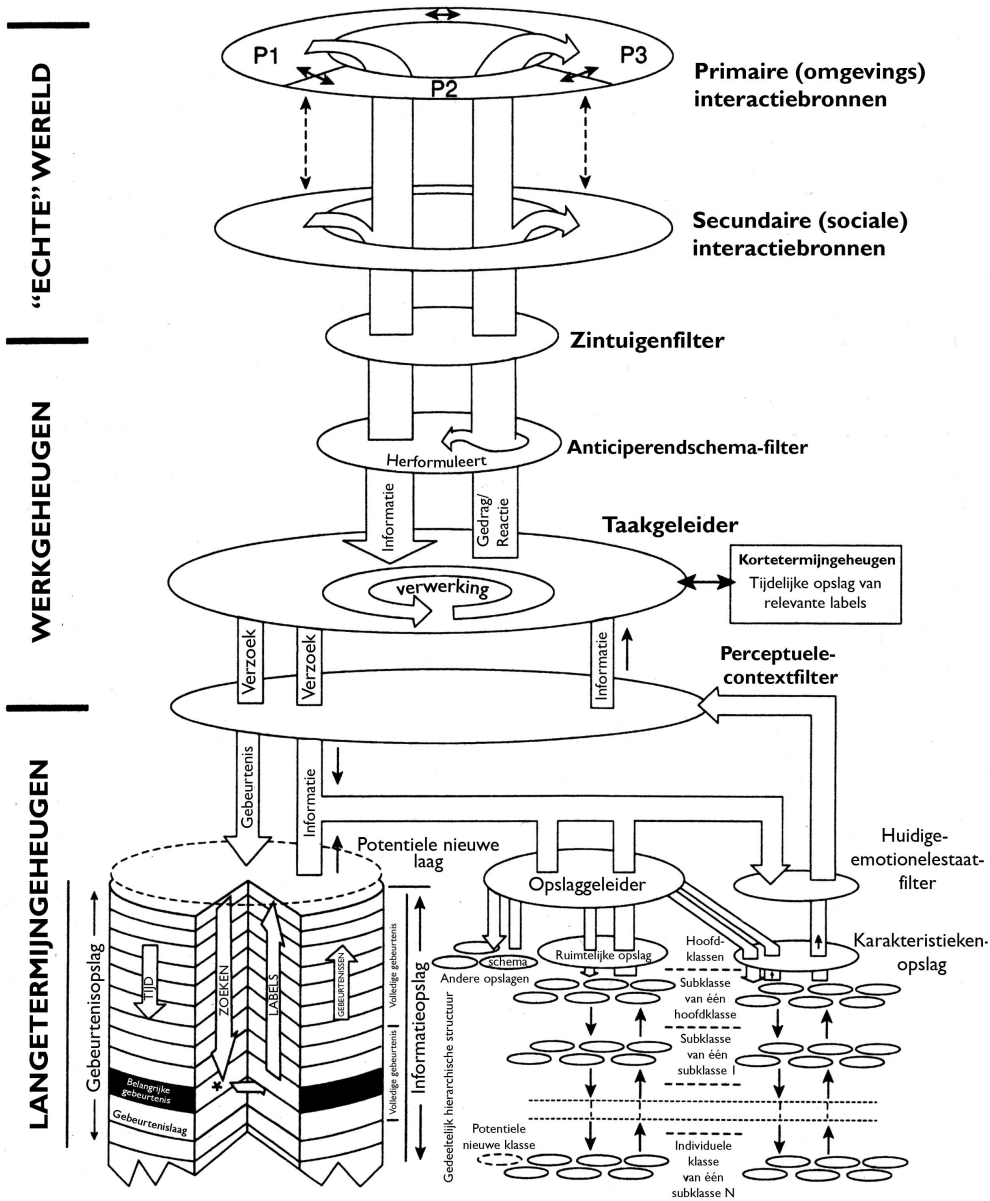 "ECHTE" WERELD
P1
P2
P3
Primaire (omgevings)
interactiebronnen
Secundaire (sociale)
interactiebronnen
Zintuigenfilter
WERKGEHEUGEN
Anticiperendschema-filter
Herformuleert
Informatie
Gedrag/
Reactie
Taakgeleider
verwerking
Kortetermijngeheugen
Tijdelijke opslag van
relevante labels
Verzoek
Verzoek
Informatie
Perceptuele-
contextfilter
LANGETERMIJNGEHEUGEN
Gebeurtenis
Informatie
Potentiele nieuwe
laag
Opslaggeleider
Huidige-
emotionelestaat-
filter
Gebeurtenisopslag
TIJD
ZOEKEN
LABELS
GEBEURTENISSEN
*
Belangrijke
gebeurtenis
Gebeurtenislaag
Volledige gebeurtenis
Volledige gebeurtenis
Informatieopslag
Gedeeltelijk hierarchische structuur
schema
Andere opslagen
Ruimtelijke opslag
Hoofd-
klassen
Karakteristieken-
opslag
Subklasse
van één
hoofdklasse
Subklasse
van één
subklasse I
Potentiele
nieuwe klasse
Individuele
klasse
van één
subklasse N